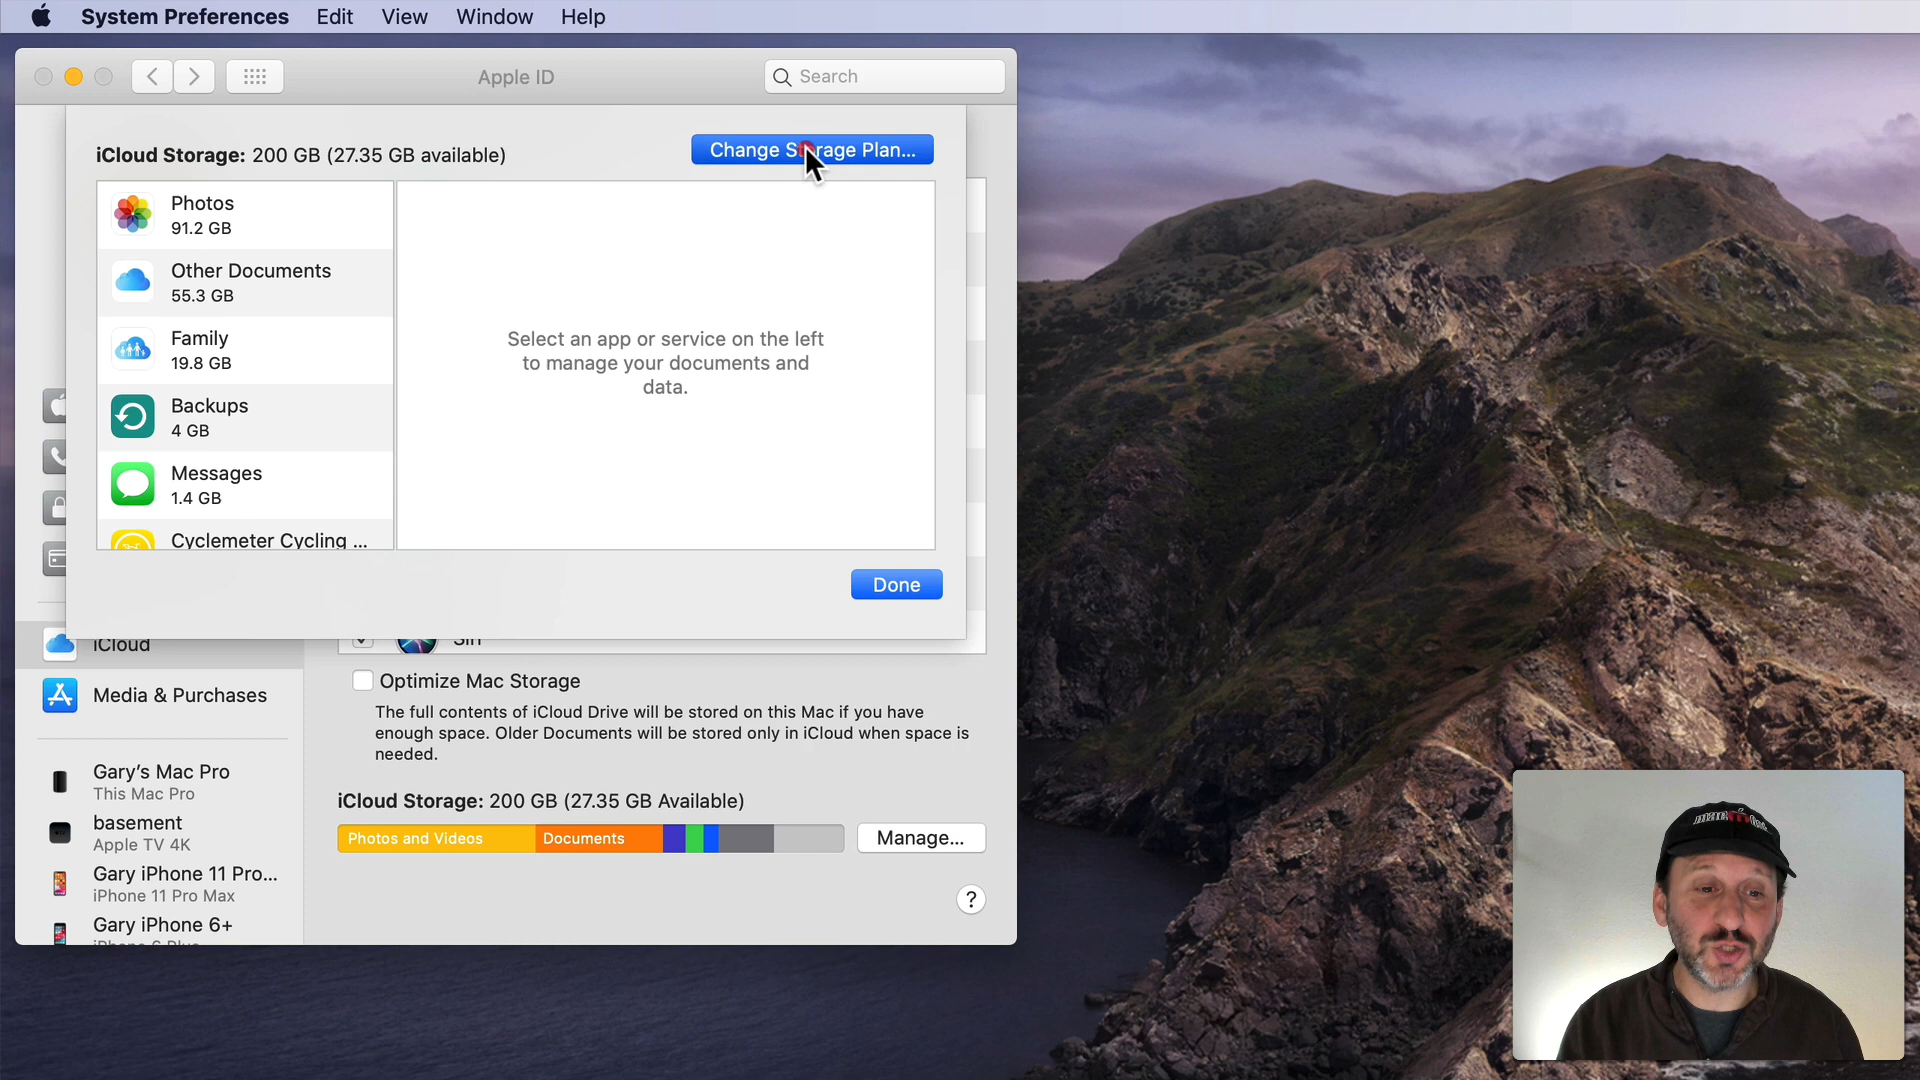 System Preferences Edit View Window Help
Apple ID
Search
iCloud Storage: 200 GB (27.35 GB available)
Change Storage Plan...
Photos
91.2 GB
Other Documents
55.3 GB
Family
19.8 GB
Backups
4 GB
Messages
1.4 GB
Cyclemeter Cycling ...
Select an app or service on the left
to manage your documents and
data.
Done
iCloud
Siri
Media & Purchases
Optimize Mac Storage
The full contents of iCloud Drive will be stored on this Mac if you have
enough space. Older Documents will be stored only in iCloud when space is
needed.
Gary's Mac Pro
This Mac Pro
basement
Apple TV 4K
Gary iPhone 11 Pro...
iPhone 11 Pro Max
Gary iPhone 6+
iPhone 6 Plus
iCloud Storage: 200 GB (27.35 GB Available)
Photos and Videos
Documents
Manage...
?